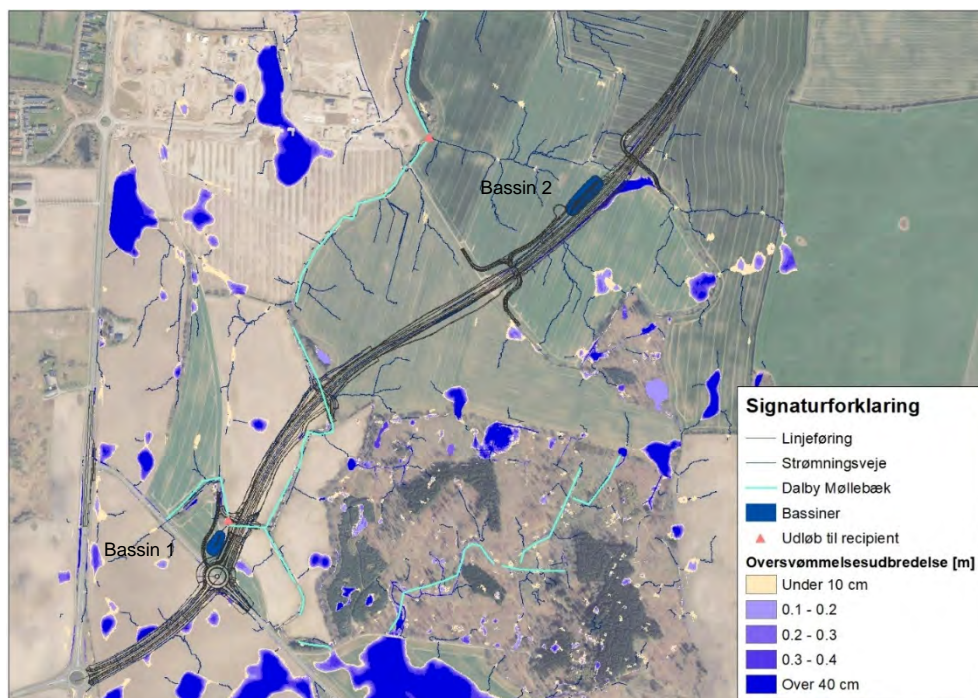 Bassin 2
Bassin 1
Signaturforklaring
Linjeføring
Strømningsveje
Dalby Møllebæk
Bassiner
Udløb til recipient
Oversvømmelsesudbredelse [m]
Under 10 cm
0.1 - 0.2
0.2 - 0.3
0.3 - 0.4
Over 40 cm